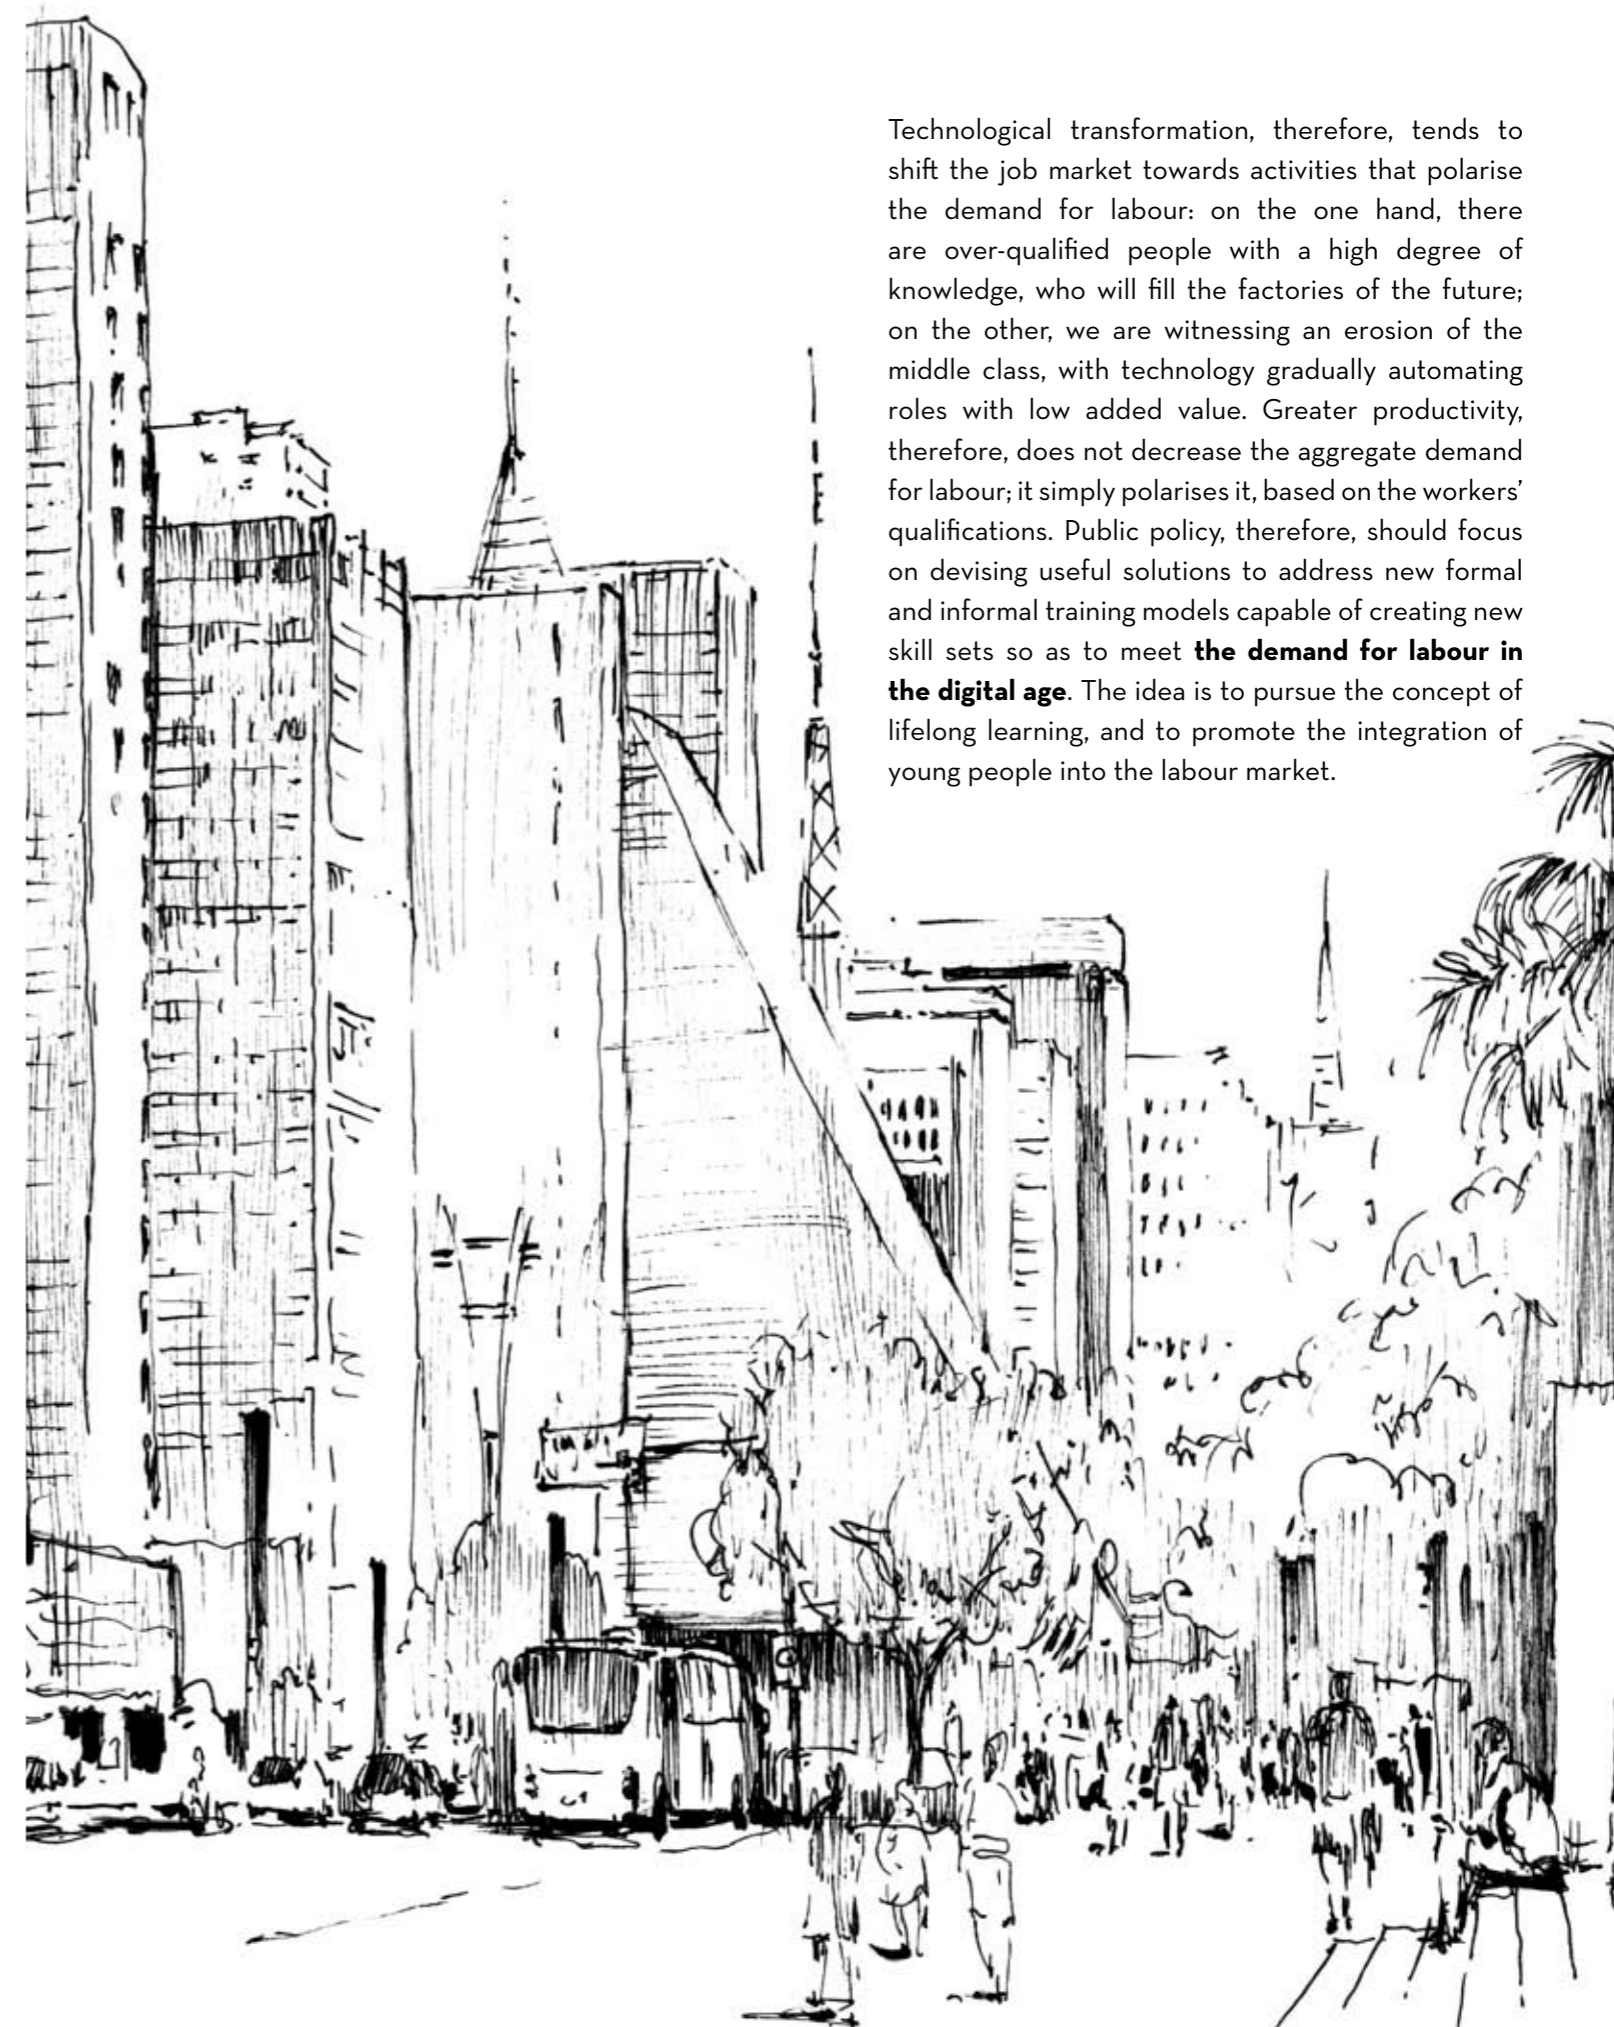 Technological transformation, therefore, tends to
shift the job market towards activities that polarise
the demand for labour: on the one hand, there
are over-qualified people with a high degree of
knowledge, who will fill the factories of the future;
on the other, we are witnessing an erosion of the
middle class, with technology gradually automating
roles with low added value. Greater productivity,
therefore, does not decrease the aggregate demand
for labour; it simply polarises it, based on the workers’
qualifications. Public policy, therefore, should focus
on devising useful solutions to address new formal
and informal training models capable of creating new
skill sets so as to meet the demand for labour in
the digital age. The idea is to pursue the concept of
lifelong learning, and to promote the integration of
young people into the labour market.